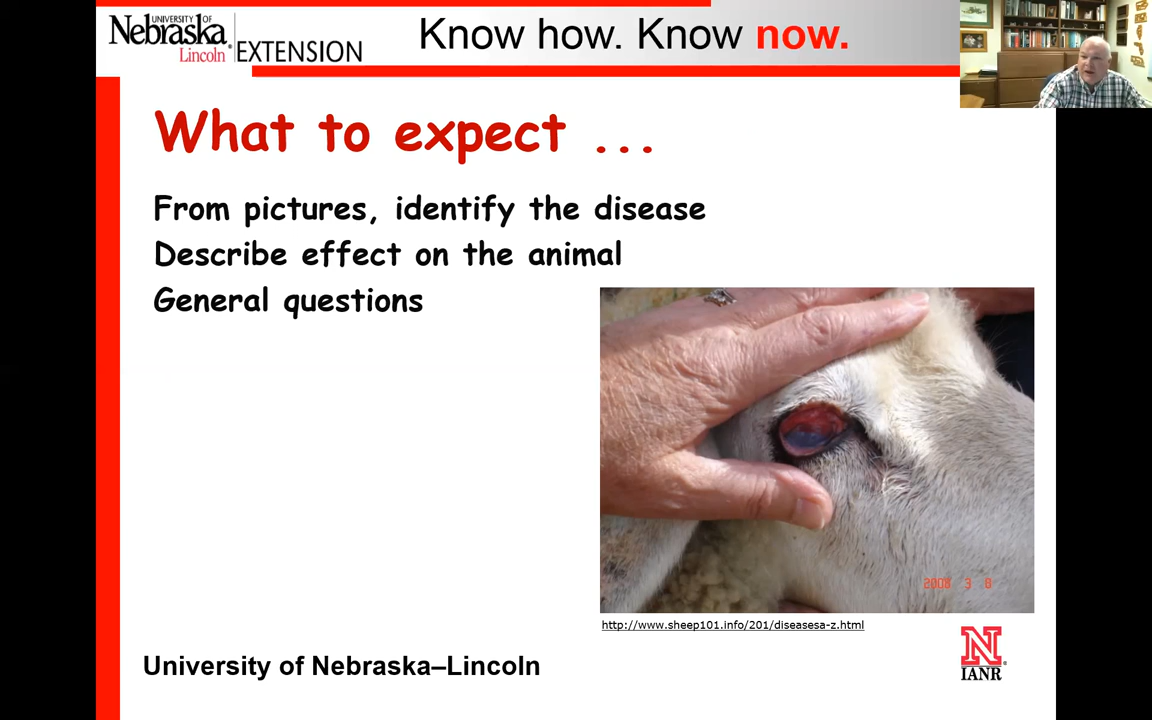 UNIVERSITY OF
Nebraska
Lincoln
EXTENSION
Know how. Know now.
What to expect ...
From pictures, identify the disease
Describe effect on the animal
General questions
2008 3 8
http://www.sheep101.info/201/diseasesa-z.html
University of Nebraska–Lincoln
N
IANR